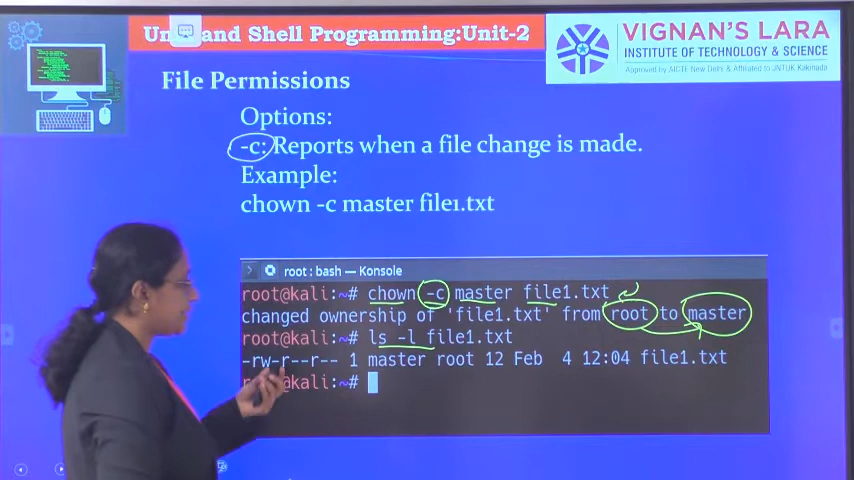 and Shell Programming:Unit-2
VIGNAN'S LARA
INSTITUTE OF TECHNOLOGY & SCIENCE
Approved by AICTE New Delhi & Affiliated to JNTUK Kakinada
File Permissions
Options:
-c: Reports when a file change is made.
Example:
chown -c master file1.txt
root : bash — Konsole
root@kali:~# chown -c master file1.txt
changed ownership of 'file1.txt' from root to master
root@kali:~# ls -l file1.txt
-rw-r--r-- 1 master root 12 Feb  4 12:04 file1.txt
root@kali:~#